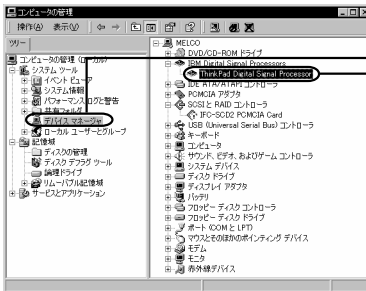 コンピュータの管理
操作(A) 表示(V)
ツリー
コンピュータの管理 (ローカル)
システム ツール
イベント ビューア
システム情報
パフォーマンス ログと警告
共有フォルダ
デバイス マネージャ
ローカル ユーザーとグループ
記憶域
ディスクの管理
ディスク デフラグ ツール
論理ドライブ
リムーバブル記憶域
サービスとアプリケーション
MELCO
DVD/CD-ROM ドライブ
IBM Digital Signal Processors
ThinkPad Digital Signal Processor
IDE ATA/ATAPI コントローラ
PCMCIA アダプタ
SCSI と RAID コントローラ
IFC-SCD2 PCMCIA Card
USB (Universal Serial Bus) コントローラ
キーボード
コンピュータ
サウンド、ビデオ、およびゲーム コントローラ
システム デバイス
ディスク ドライブ
ディスプレイ アダプタ
バッテリ
フロッピー ディスク コントローラ
フロッピー ディスク ドライブ
ポート (COM と LPT)
マウスとそのほかのポインティング デバイス
モデム
モニタ
赤外線デバイス